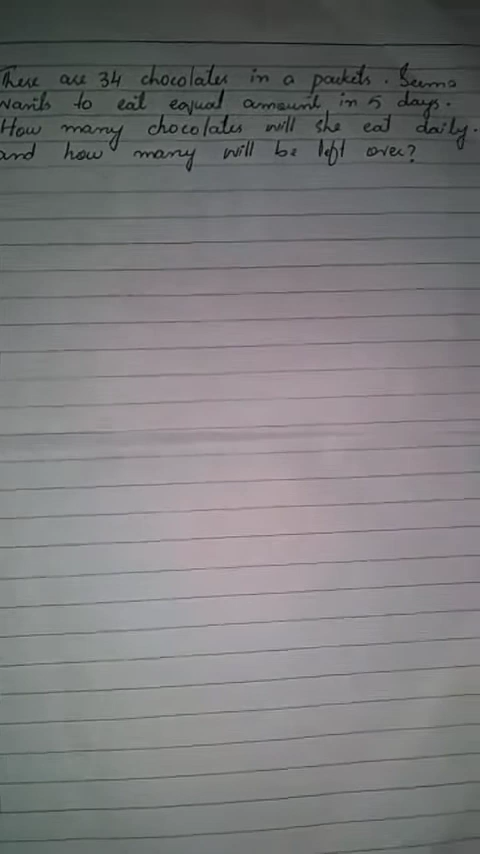 There are 34 chocolates in a packets. Seema
wants to eat equal amount in 5 days.
How many chocolates will she eat daily.
and how many will be left over?